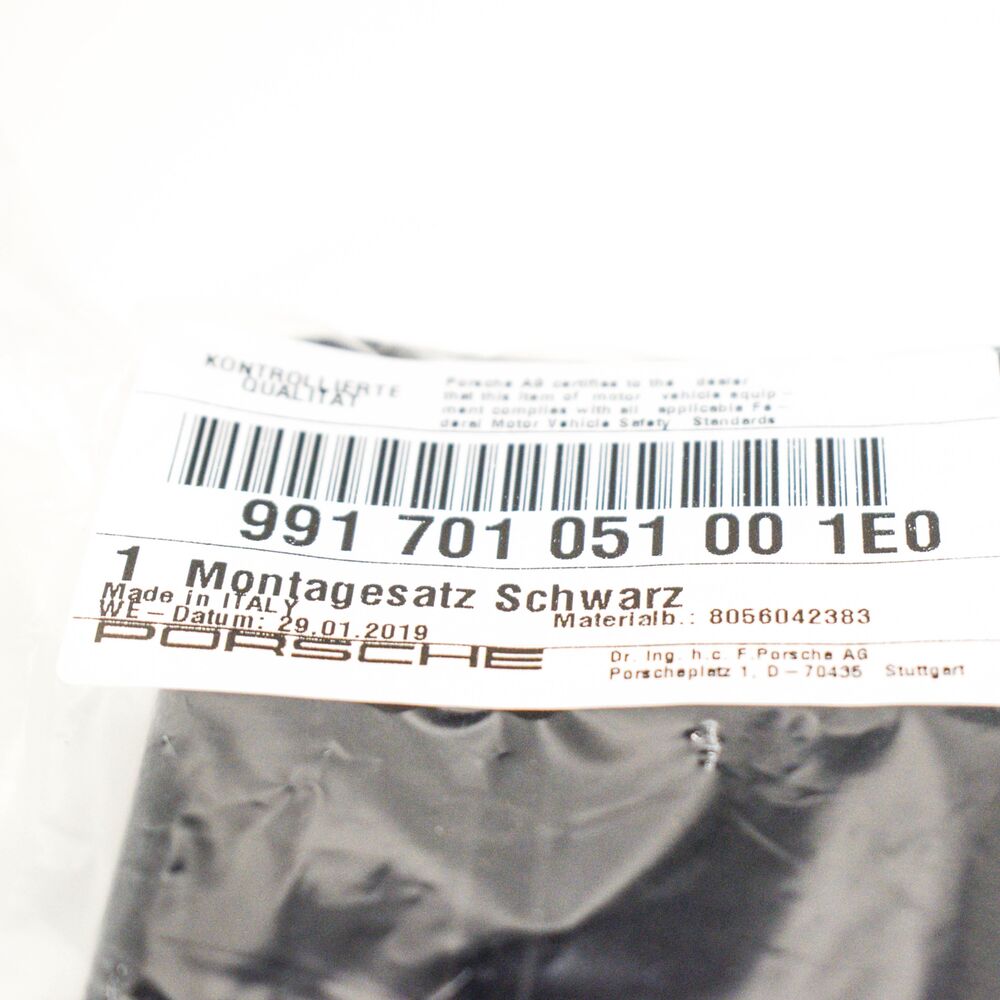 KONTROLLIERTE
QUALITÄT
Porsche AG certifies to the dealer
that this item of motor vehicle equip-
ment complies with all applicable Fe-
deral Motor Vehicle Safety Standards
991 701 051 00 1E0
1 Montagesatz Schwarz
Made in ITALY
WE-Datum: 29.01.2019
Materialb.: 8056042383
PORSCHE
Dr. Ing. h.c F.Porsche AG
Porscheplatz 1, D-70435 Stuttgart